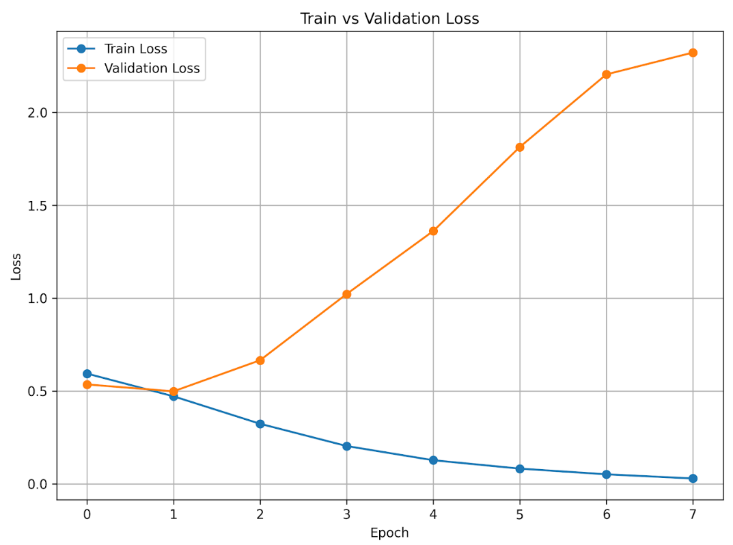 Train vs Validation Loss
Train Loss
Validation Loss
2.0
1.5
1.0
0.5
0.0
Loss
0 1 2 3 4 5 6 7
Epoch